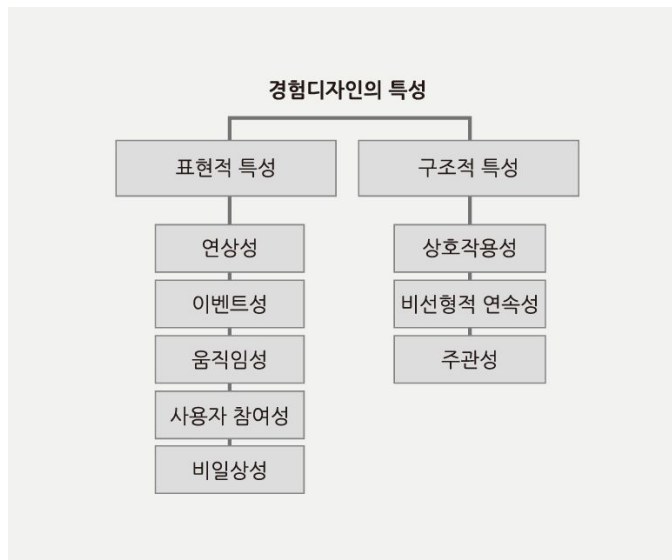 경험디자인의 특성
표현적 특성
연상성
이벤트성
움직임성
사용자 참여성
비일상성
구조적 특성
상호작용성
비선형적 연속성
주관성